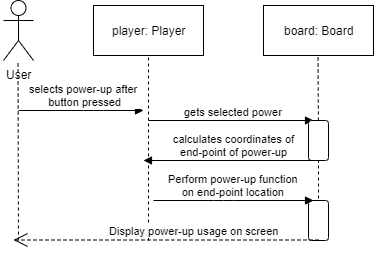 player: Player
board: Board
User
selects power-up after
button pressed
gets selected power
calculates coordinates of
end-point of power-up
Perform power-up function
on end-point location
Display power-up usage on screen